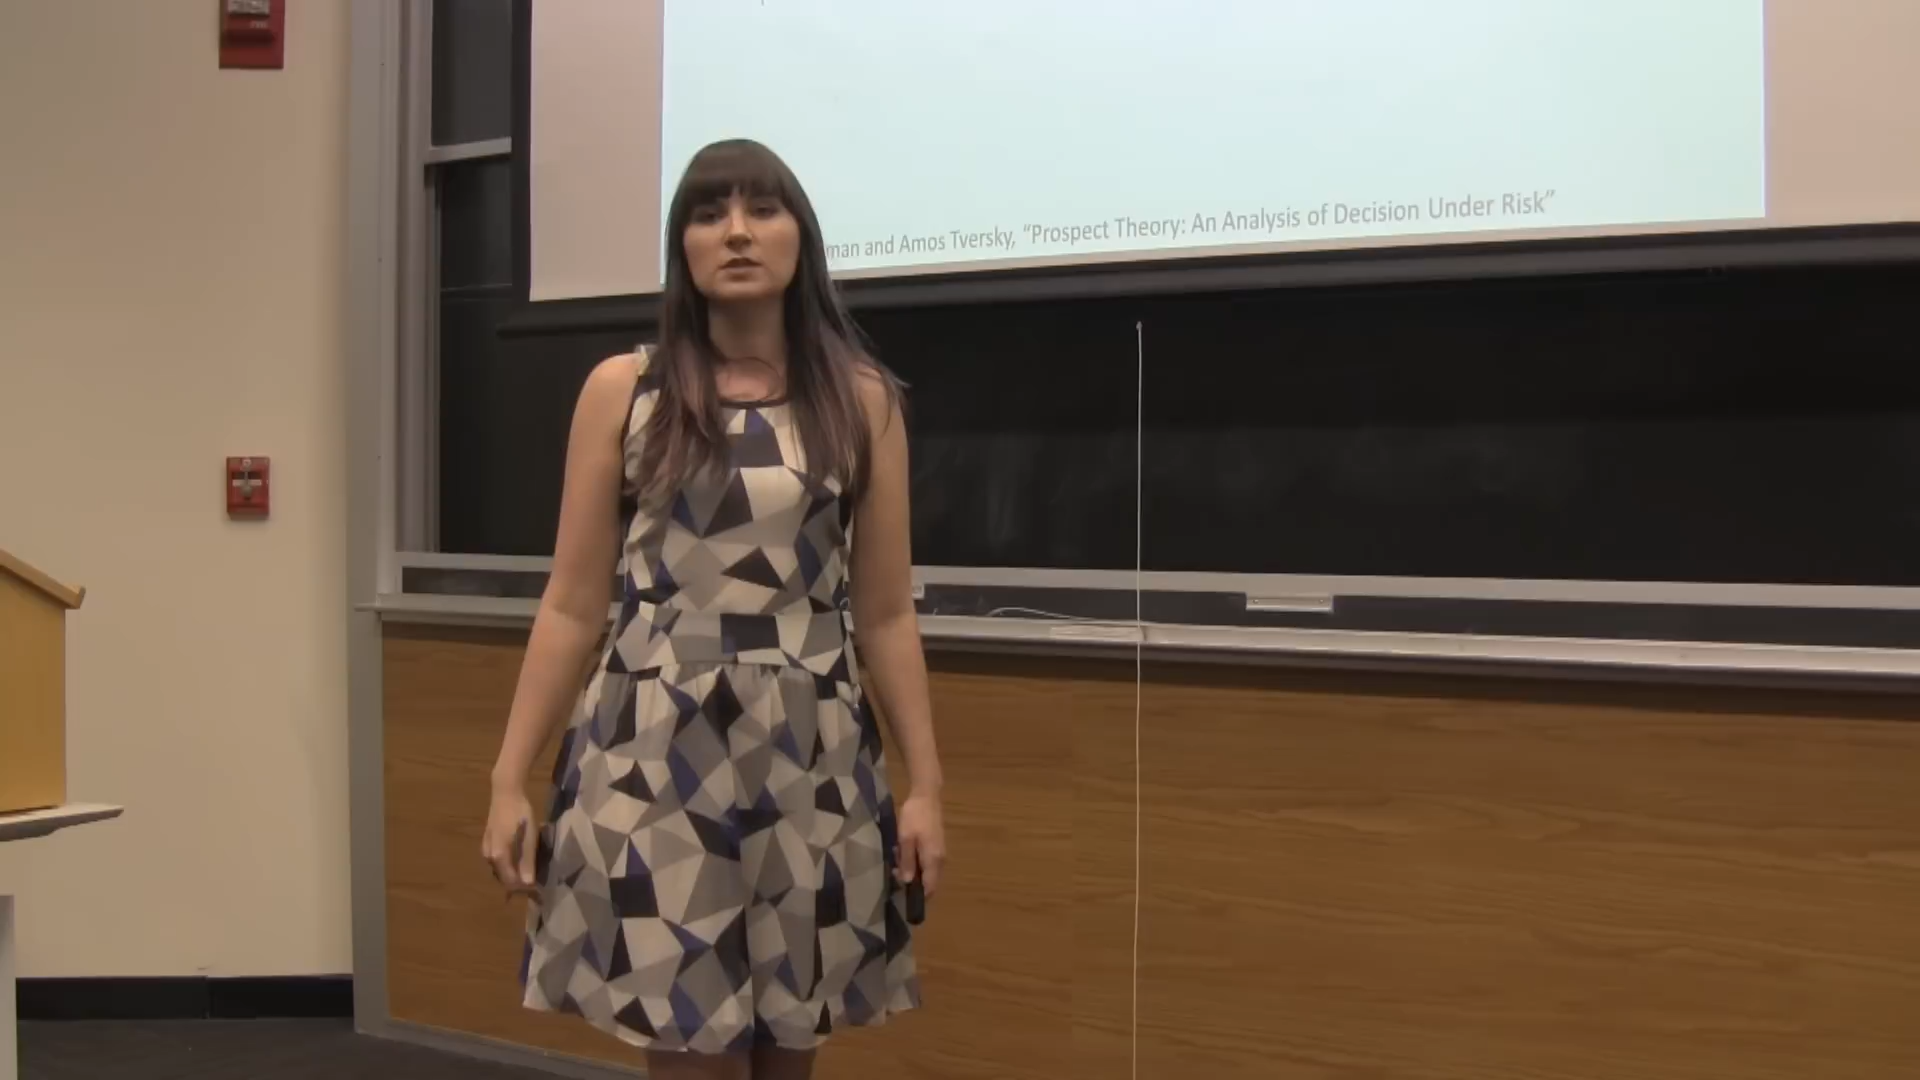 man and Amos Tversky, “Prospect Theory: An Analysis of Decision Under Risk”